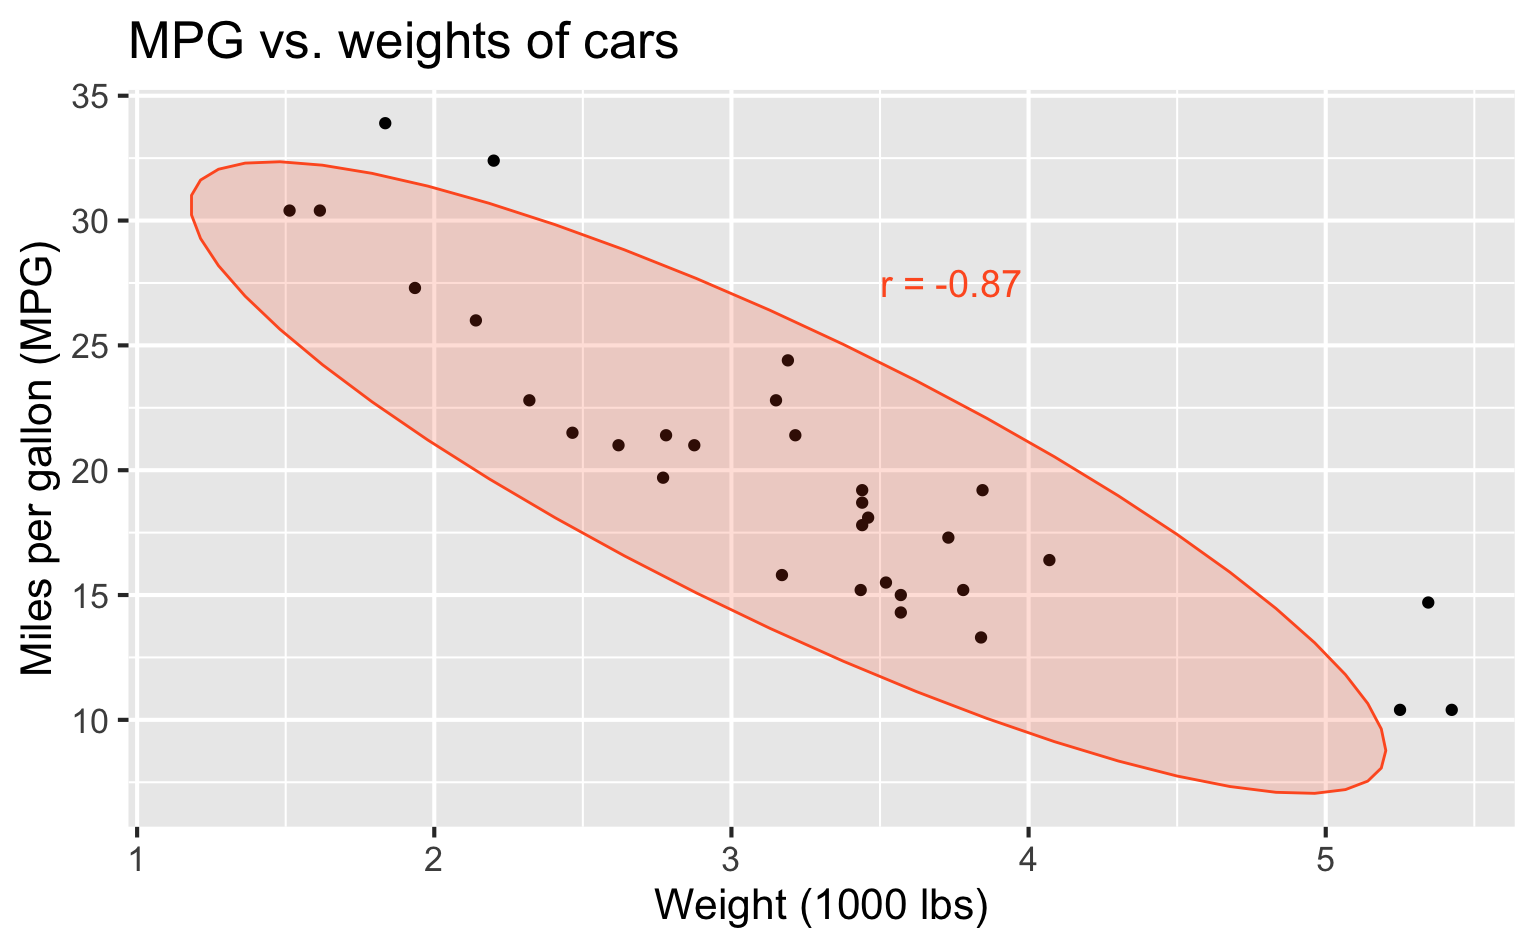 MPG vs. weights of cars
35
30
25
20
15
10
Miles per gallon (MPG)
r = -0.87
1 2 3 4 5
Weight (1000 lbs)